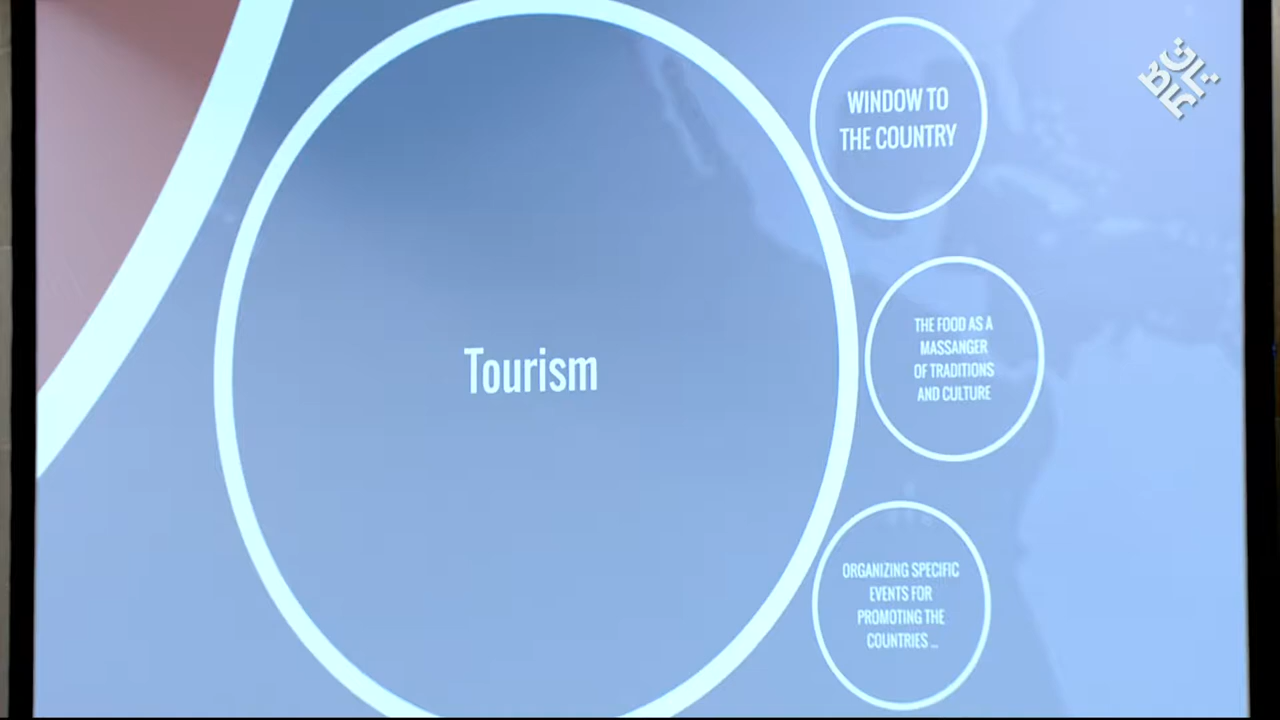 Tourism
WINDOW TO
THE COUNTRY
THE FOOD AS A
MASSANGER
OF TRADITIONS
AND CULTURE
ORGANIZING SPECIFIC
EVENTS FOR
PROMOTING THE
COUNTRIES ...